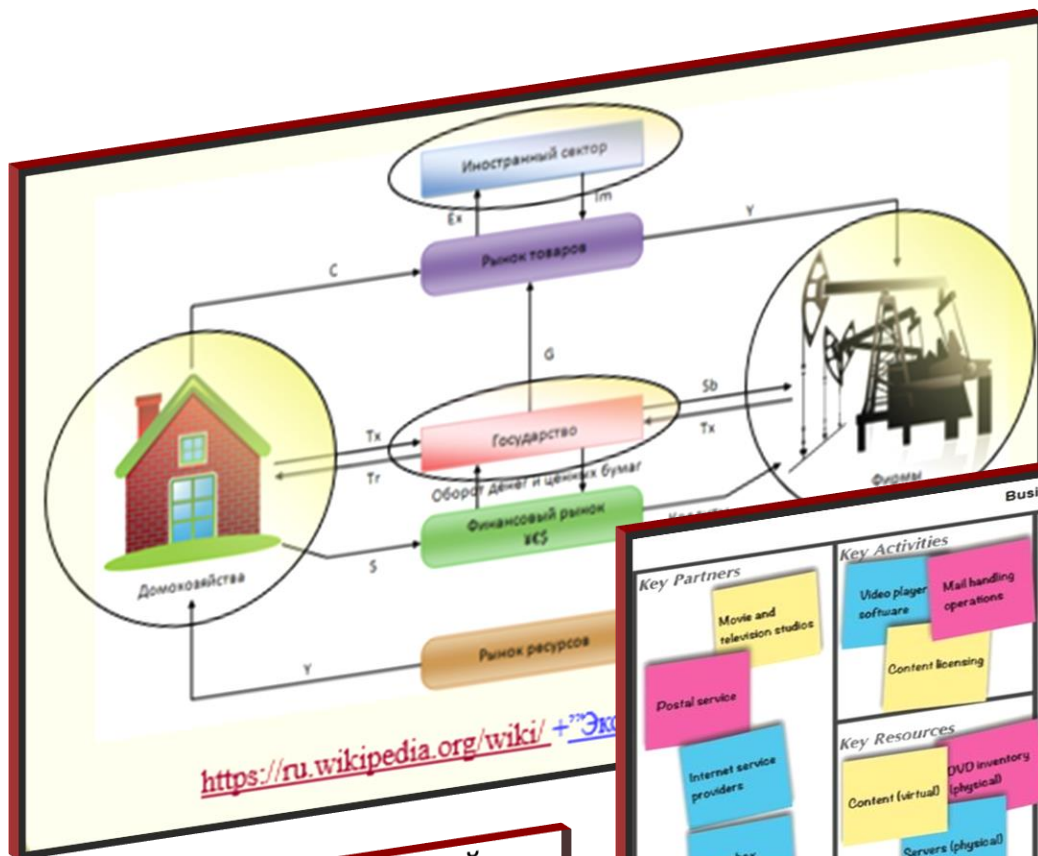 Иностранный сектор
Ex
Im
Рынок товаров
Y
C
G
Sb
Tx
Tx
Tr
Государство
Оборот денег и ценных бумаг
Финансовый рынок
¥€$
S
Домохозяйства
Фирмы
Рынок ресурсов
Y
https://ru.wikipedia.org/wiki/ +
Key Partners
Movie and
television studios
Postal service
Internet service
providers
Key Activities
Video player
software
Mail handling
operations
Content licensing
Key Resources
Content (virtual)
DVD inventory
(physical)
Servers (physical)